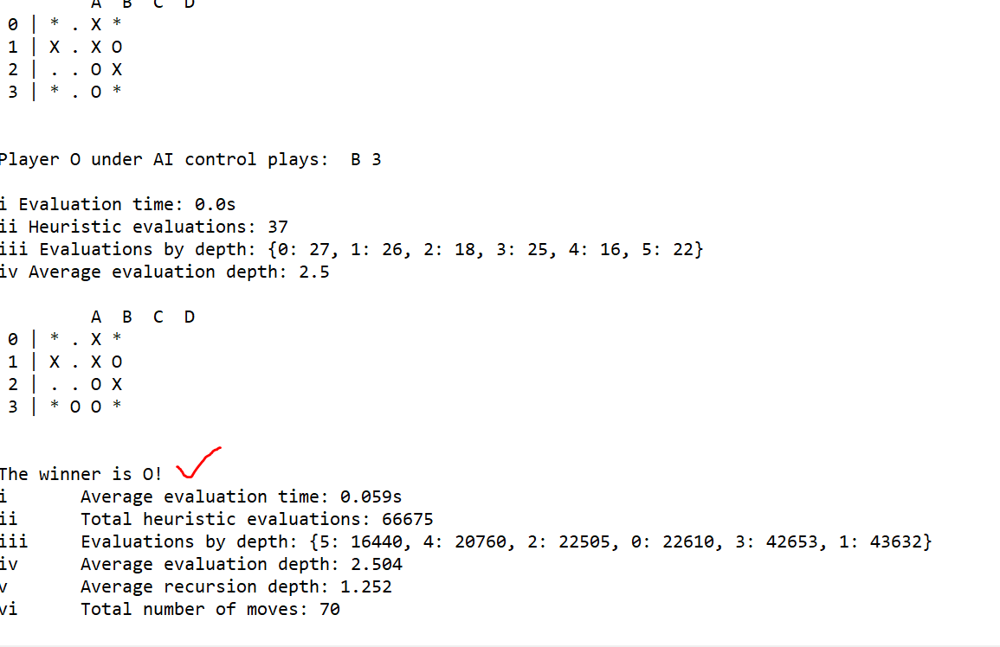 A B C D
0 | * . X *
1 | X . X O
2 | . . O X
3 | * . O *
Player O under AI control plays: B 3
i Evaluation time: 0.0s
ii Heuristic evaluations: 37
iii Evaluations by depth: {0: 27, 1: 26, 2: 18, 3: 25, 4: 16, 5: 22}
iv Average evaluation depth: 2.5
A B C D
0 | * . X *
1 | X . X O
2 | . . O X
3 | * O O *
The winner is O!
i Average evaluation time: 0.059s
ii Total heuristic evaluations: 66675
iii Evaluations by depth: {5: 16440, 4: 20760, 2: 22505, 0: 22610, 3: 42653, 1: 43632}
iv Average evaluation depth: 2.504
v Average recursion depth: 1.252
vi Total number of moves: 70